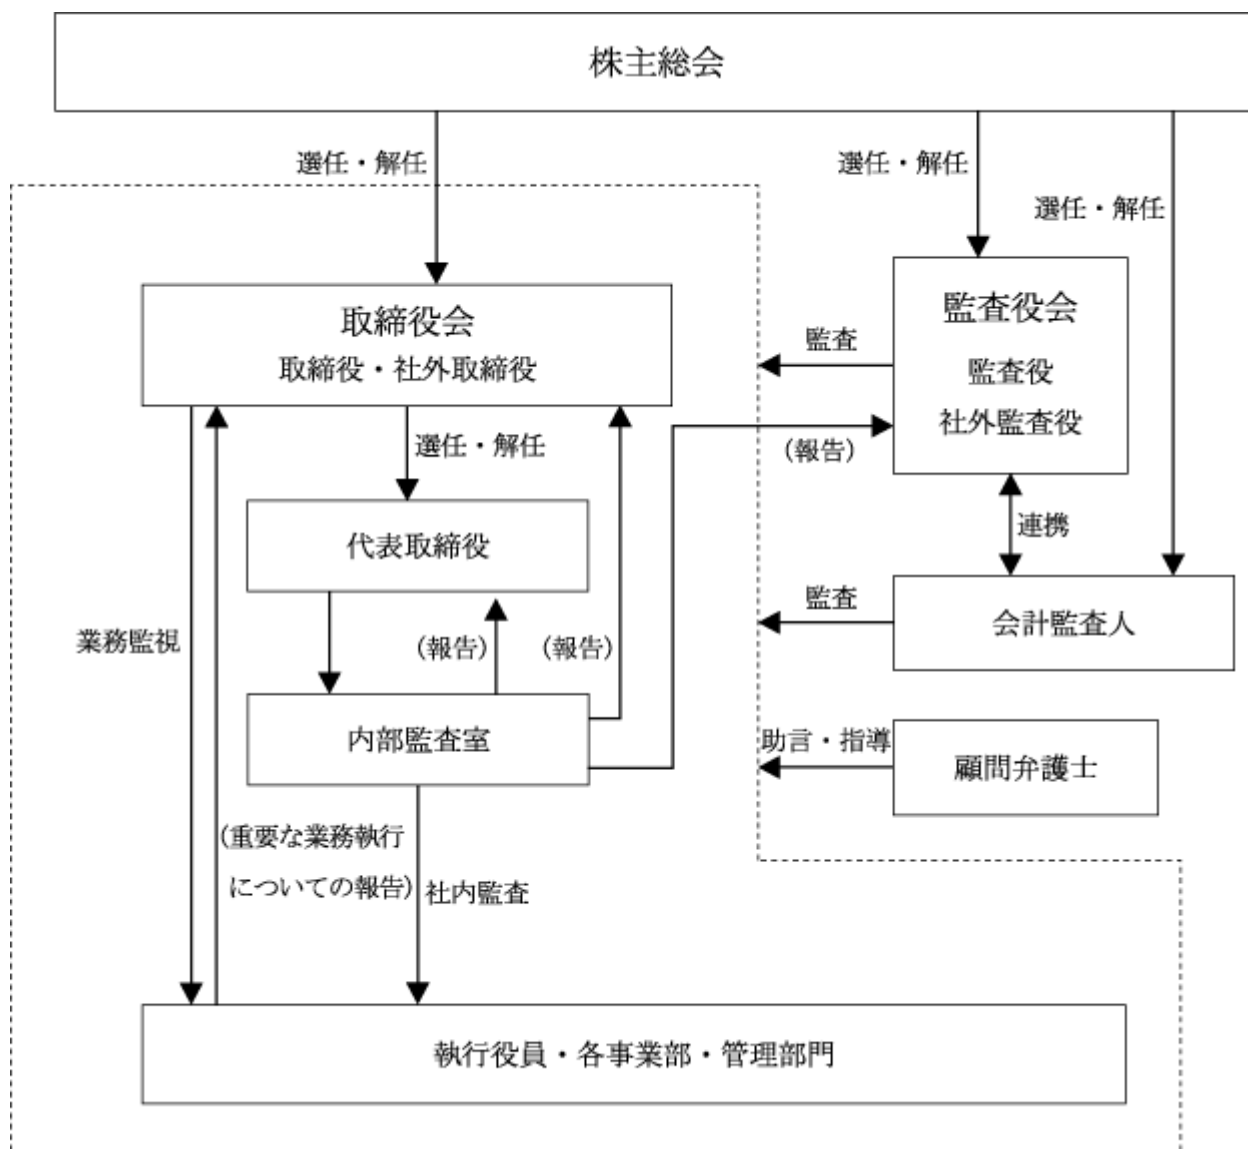 株主総会
選任・解任
選任・解任
選任・解任
取締役会
取締役・社外取締役
監査役会
監査役
社外監査役
監査
(報告)
選任・解任
代表取締役
連携
監査
会計監査人
業務監視
(報告)
(報告)
内部監査室
助言・指導
顧問弁護士
(重要な業務執行
についての報告)
社内監査
執行役員・各事業部・管理部門